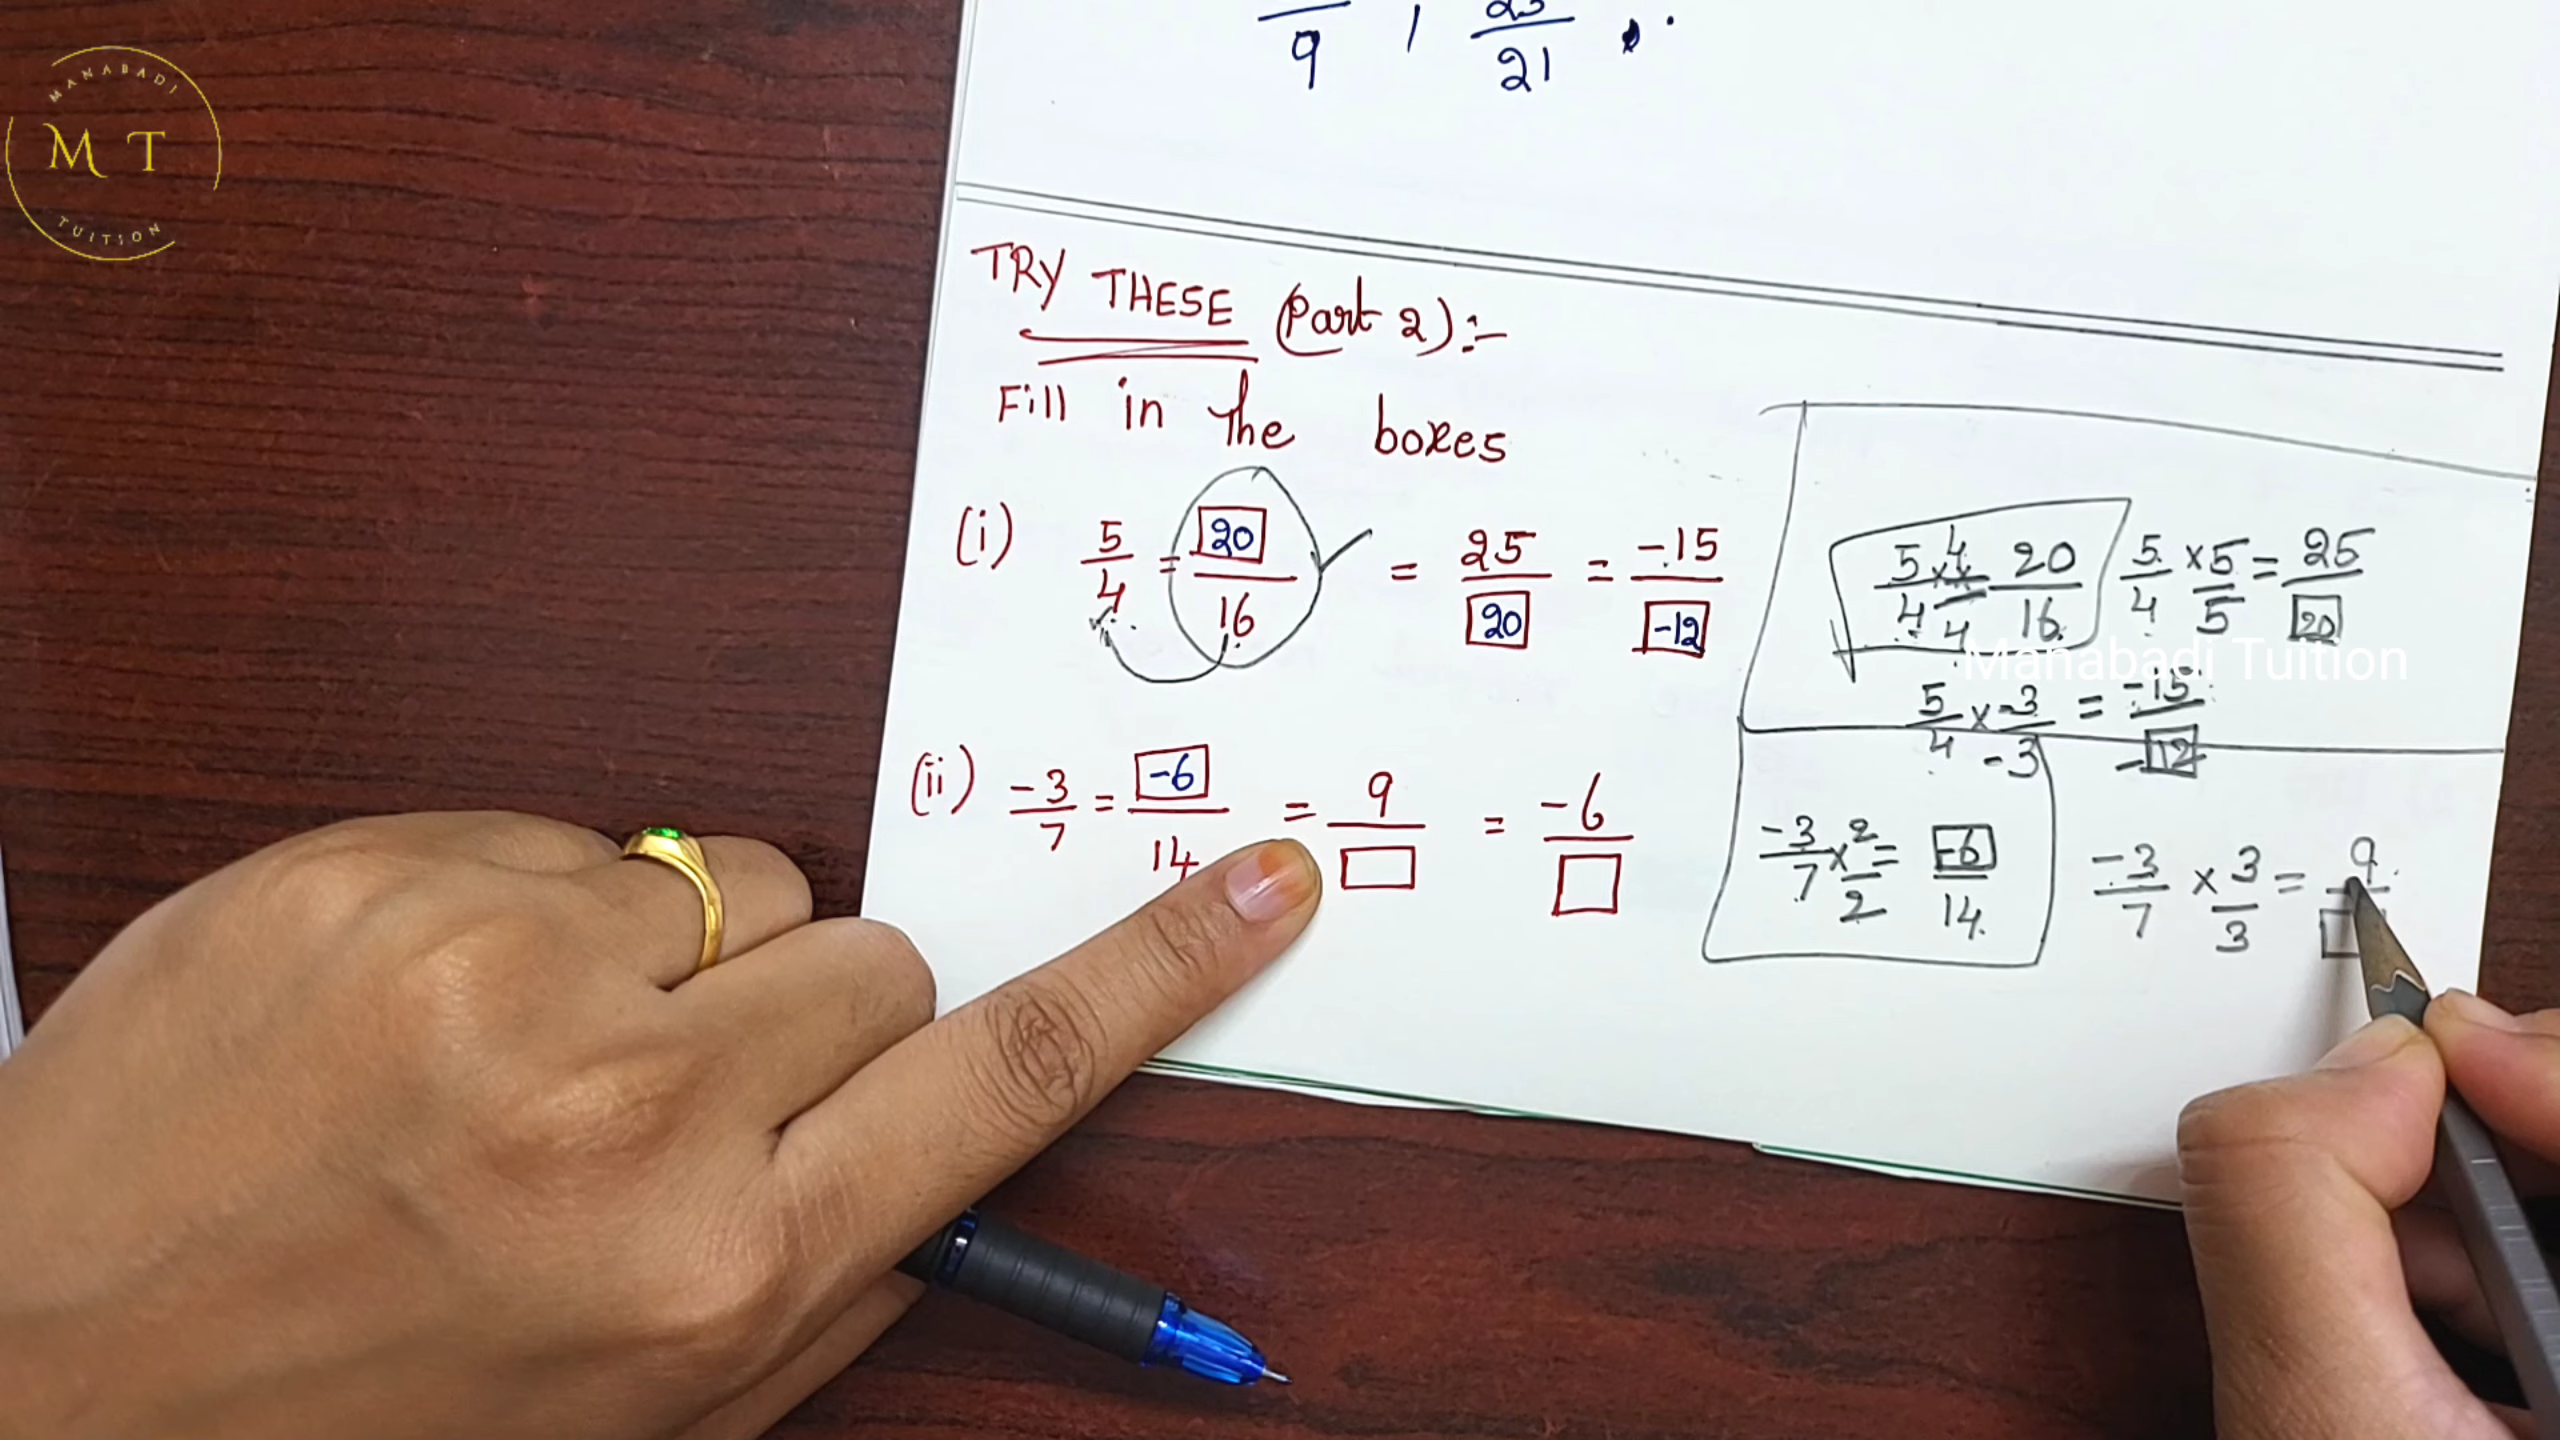 MANABADI
M T
TUITION
9 , 21 .
TRY THESE (Part 2):-
Fill in the boxes
(i) 5/4 = 20/16 = 25/20 = -15/-12
5/4 × 4/4 = 20/16
5/4 × 5/5 = 25/20
Manabadi Tuition
5/4 × -3/-3 = -15/-12
(ii) -3/7 = -6/14 = 9/□ = -6/□
-3/7 × 2/2 = -6/14
-3/7 × 3/3 = 9/□